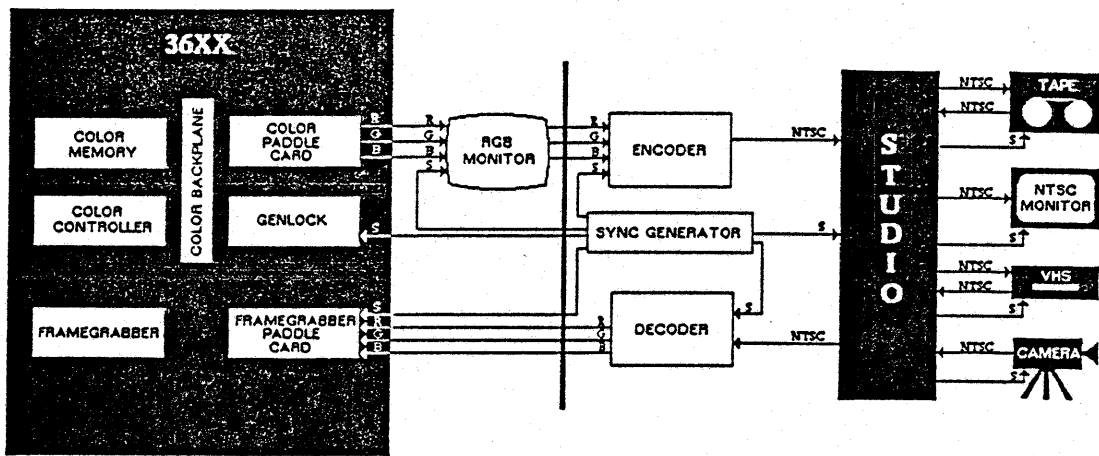 36XX
COLOR
MEMORY
COLOR BACKPLANE
COLOR
PADDLE
CARD
R
G
B
COLOR
CONTROLLER
GENLOCK
S
FRAMEGRABBER
FRAMEGRABBER
PADDLE
CARD
S
R
G
B
R
G
B
S
RGB
MONITOR
R
G
B
S
ENCODER
NTSC
SYNC GENERATOR
S
S
R
G
B
DECODER
NTSC
STUDIO
NTSC
NTSC
S
TAPE
NTSC
S
NTSC
MONITOR
NTSC
NTSC
S
VHS
NTSC
S
CAMERA